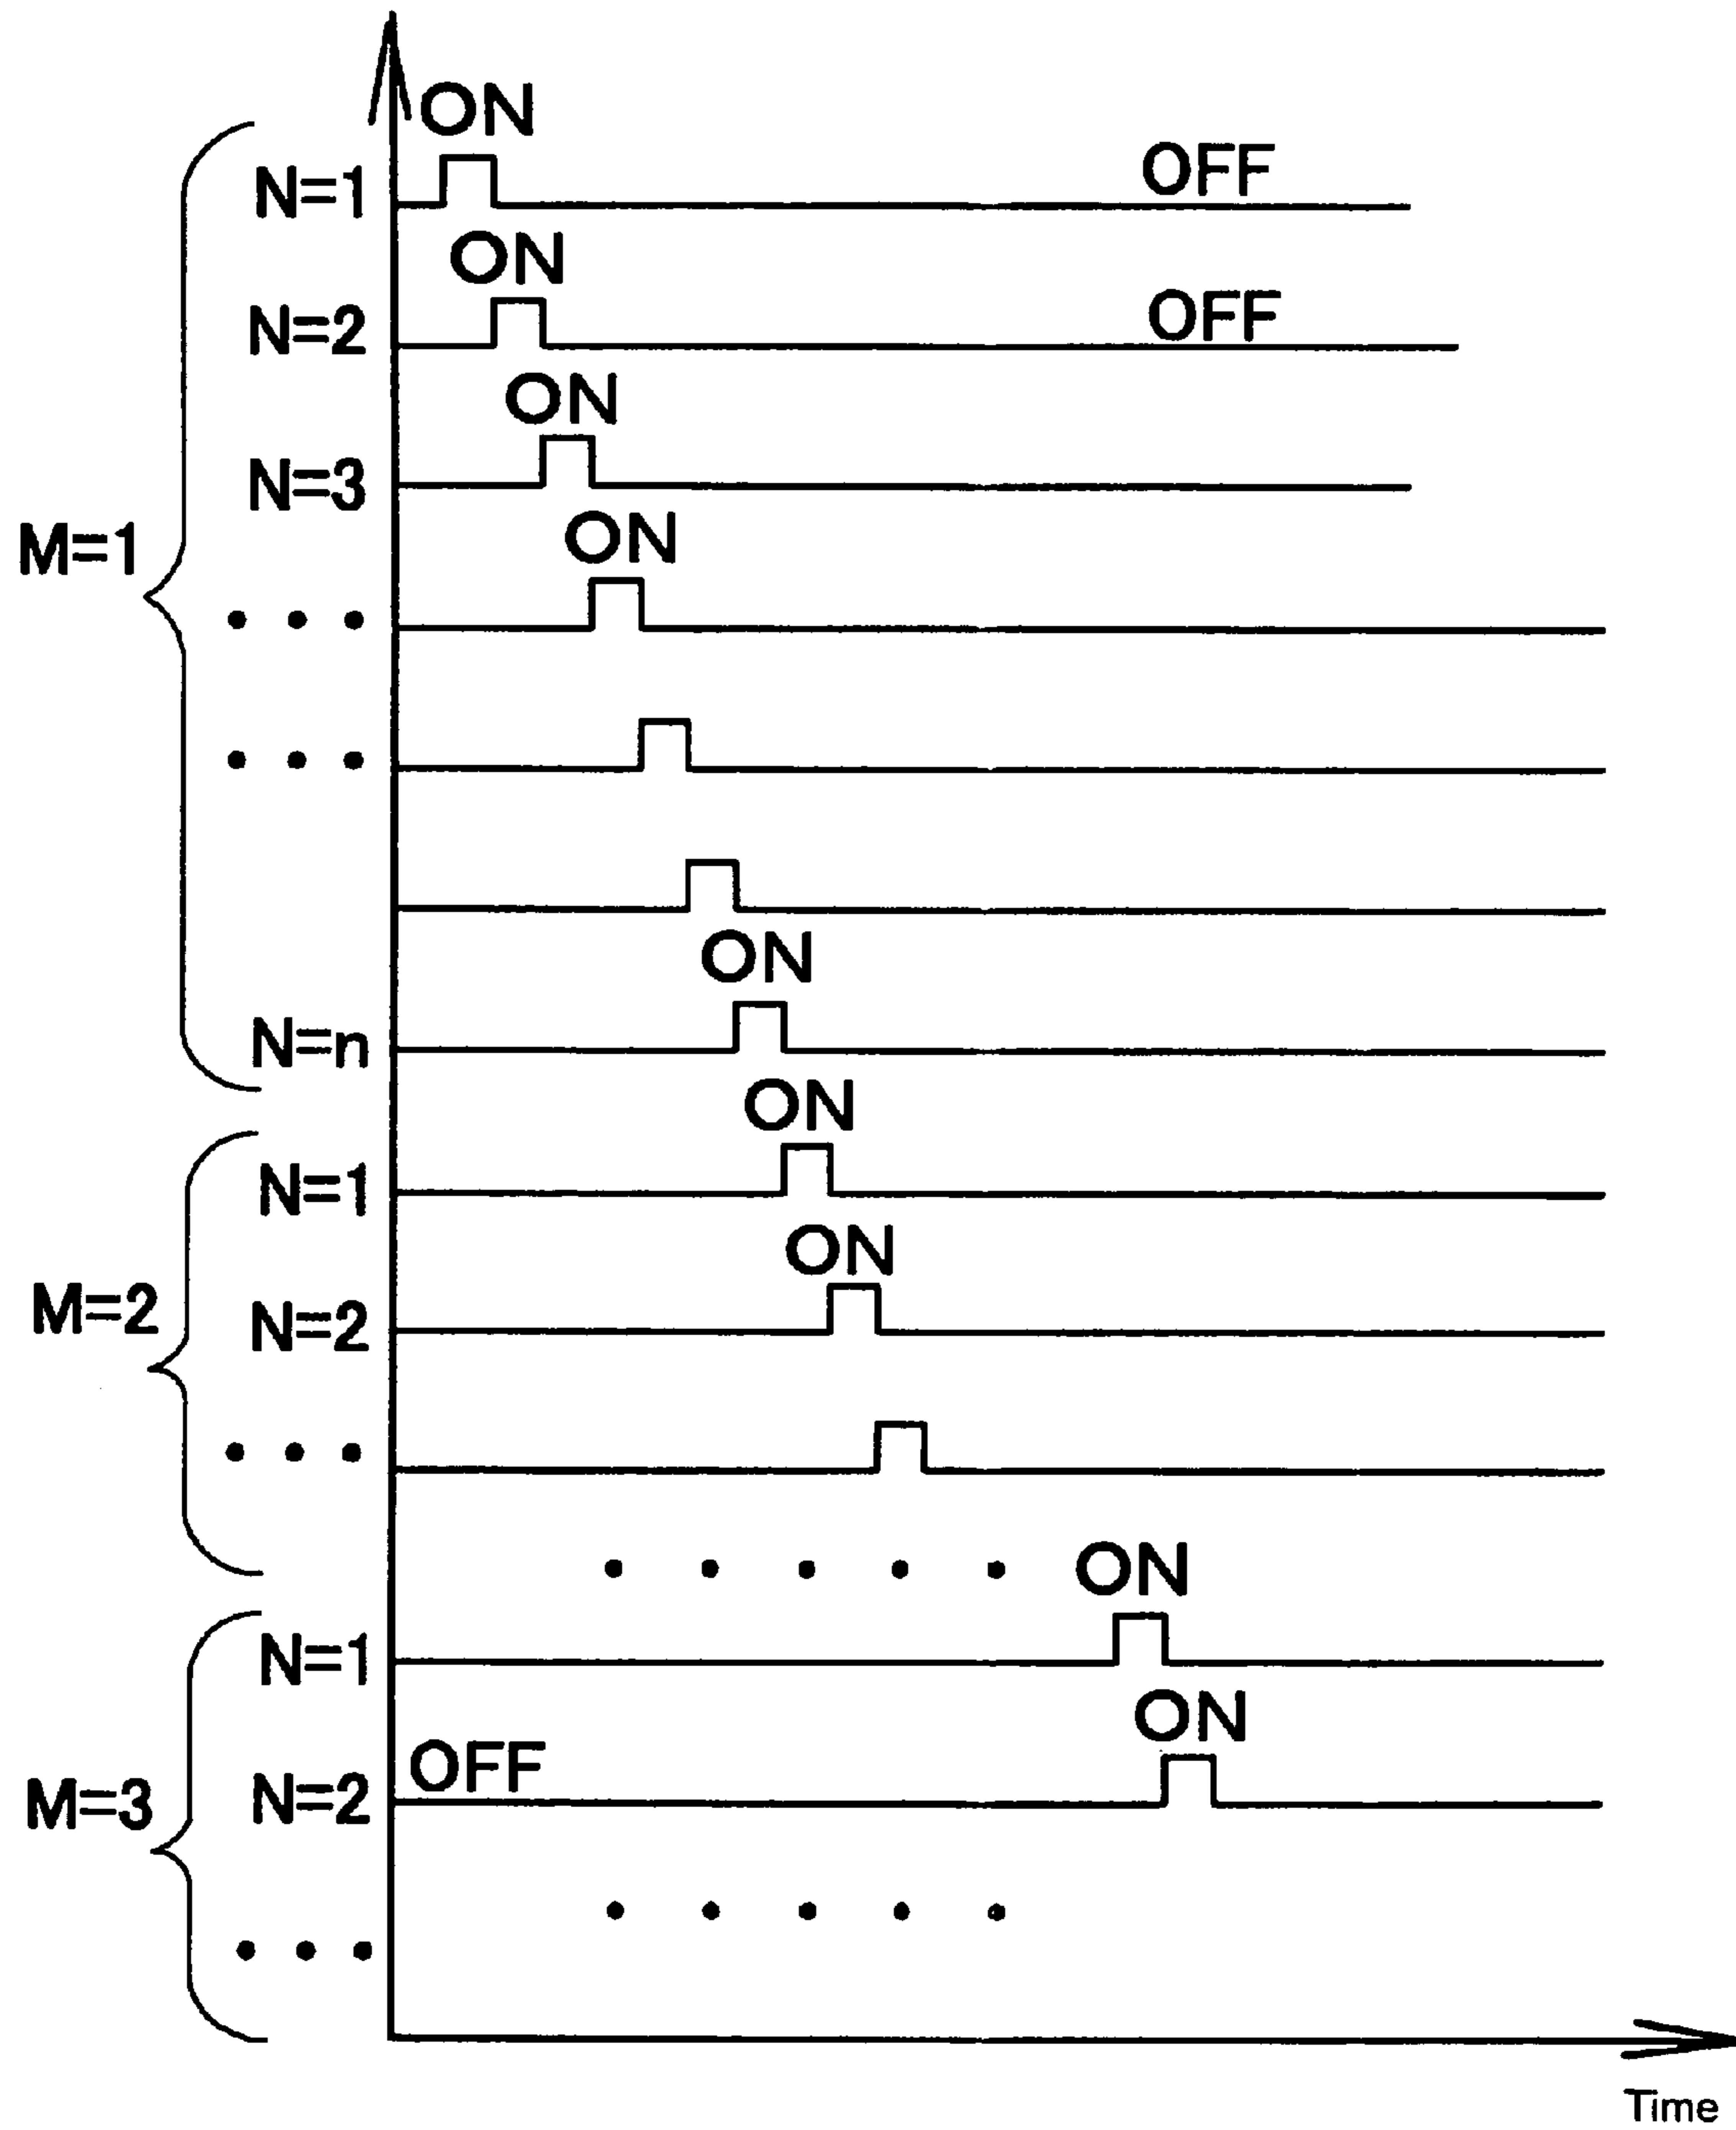 ON
N=1
OFF
ON
N=2
OFF
ON
N=3
ON
M=1
• • •
• • •
ON
N=n
ON
N=1
ON
M=2
N=2
• • •
• • • • •
ON
N=1
ON
OFF
M=3
N=2
• • • • •
• • •
Time